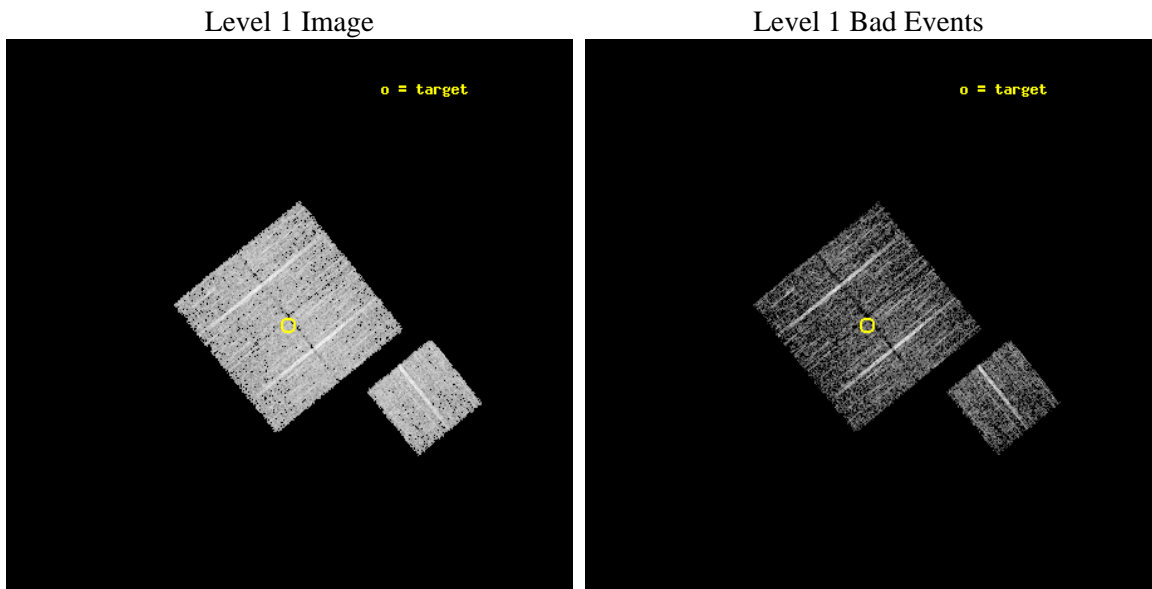 Level 1 Image
Level 1 Bad Events
o = target
o = target